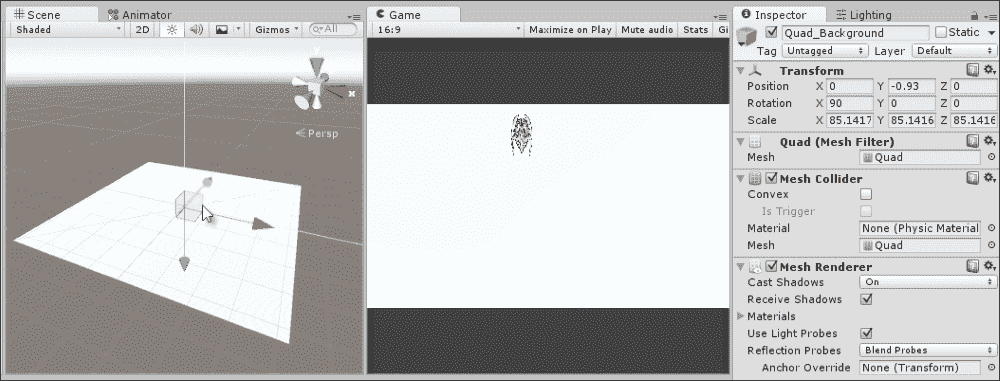 Scene
Animator
Shaded
2D
Gizmos
All
y
x
Persp
Game
16:9
Maximize on Play
Mute audio
Stats
Gi
Inspector
Lighting
Quad_Background
Static
Tag
Untagged
Layer
Default
Transform
Position X 0 Y -0.93 Z 0
Rotation X 90 Y 0 Z 0
Scale X 85.1417 Y 85.1416 Z 85.1416
Quad (Mesh Filter)
Mesh Quad
Mesh Collider
Convex
Is Trigger
Material None (Physic Material
Mesh Quad
Mesh Renderer
Cast Shadows On
Receive Shadows
Materials
Use Light Probes
Reflection Probes Blend Probes
Anchor Override None (Transform)